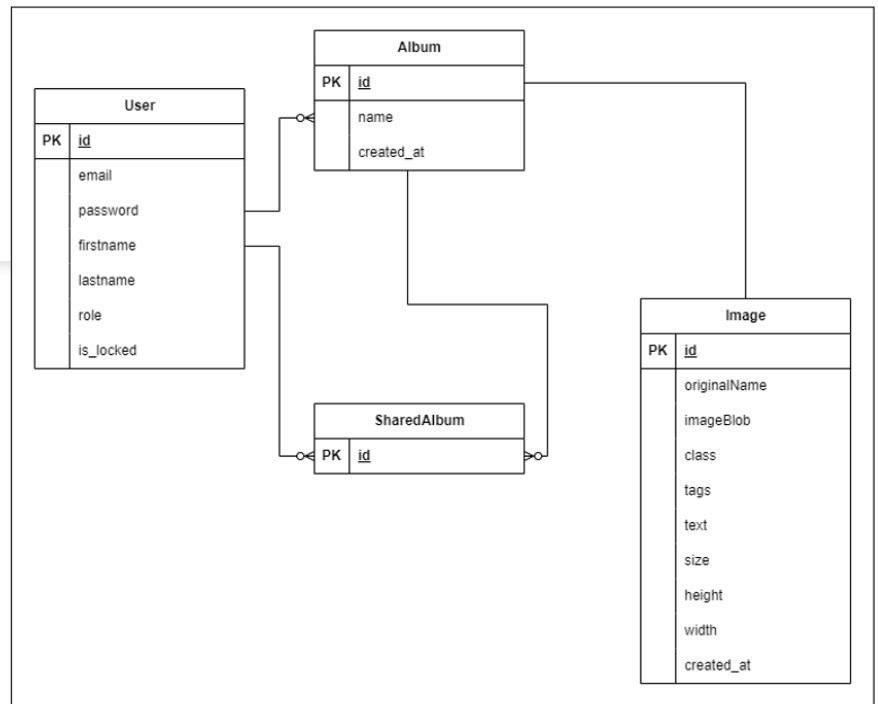 Album
PK id
name
created_at
User
PK id
email
password
firstname
lastname
role
is_locked
Image
PK id
originalName
imageBlob
class
tags
text
size
height
width
created_at
SharedAlbum
PK id